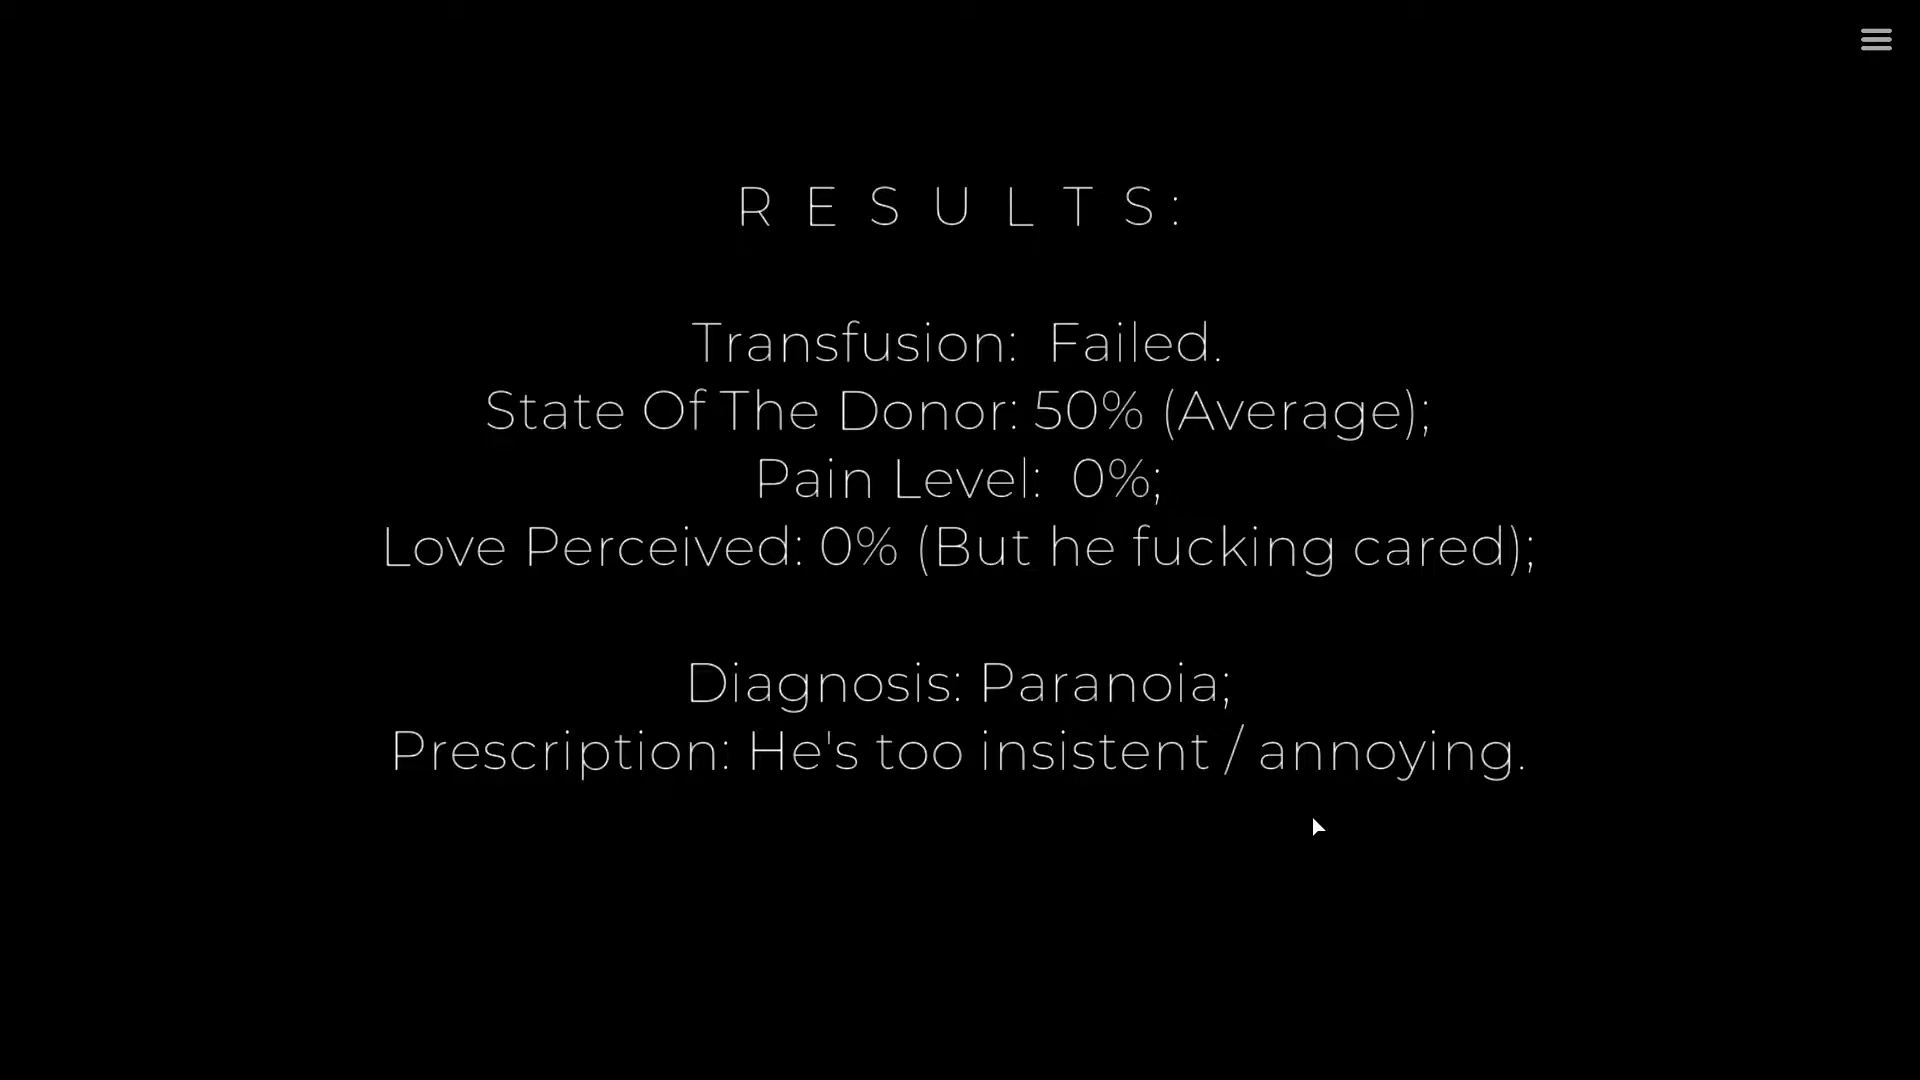 R E S U L T S:
Transfusion:  Failed.
State Of The Donor: 50% (Average);
Pain Level:  0%;
Love Perceived: 0% (But he fucking cared);
Diagnosis: Paranoia;
Prescription: He's too insistent / annoying.